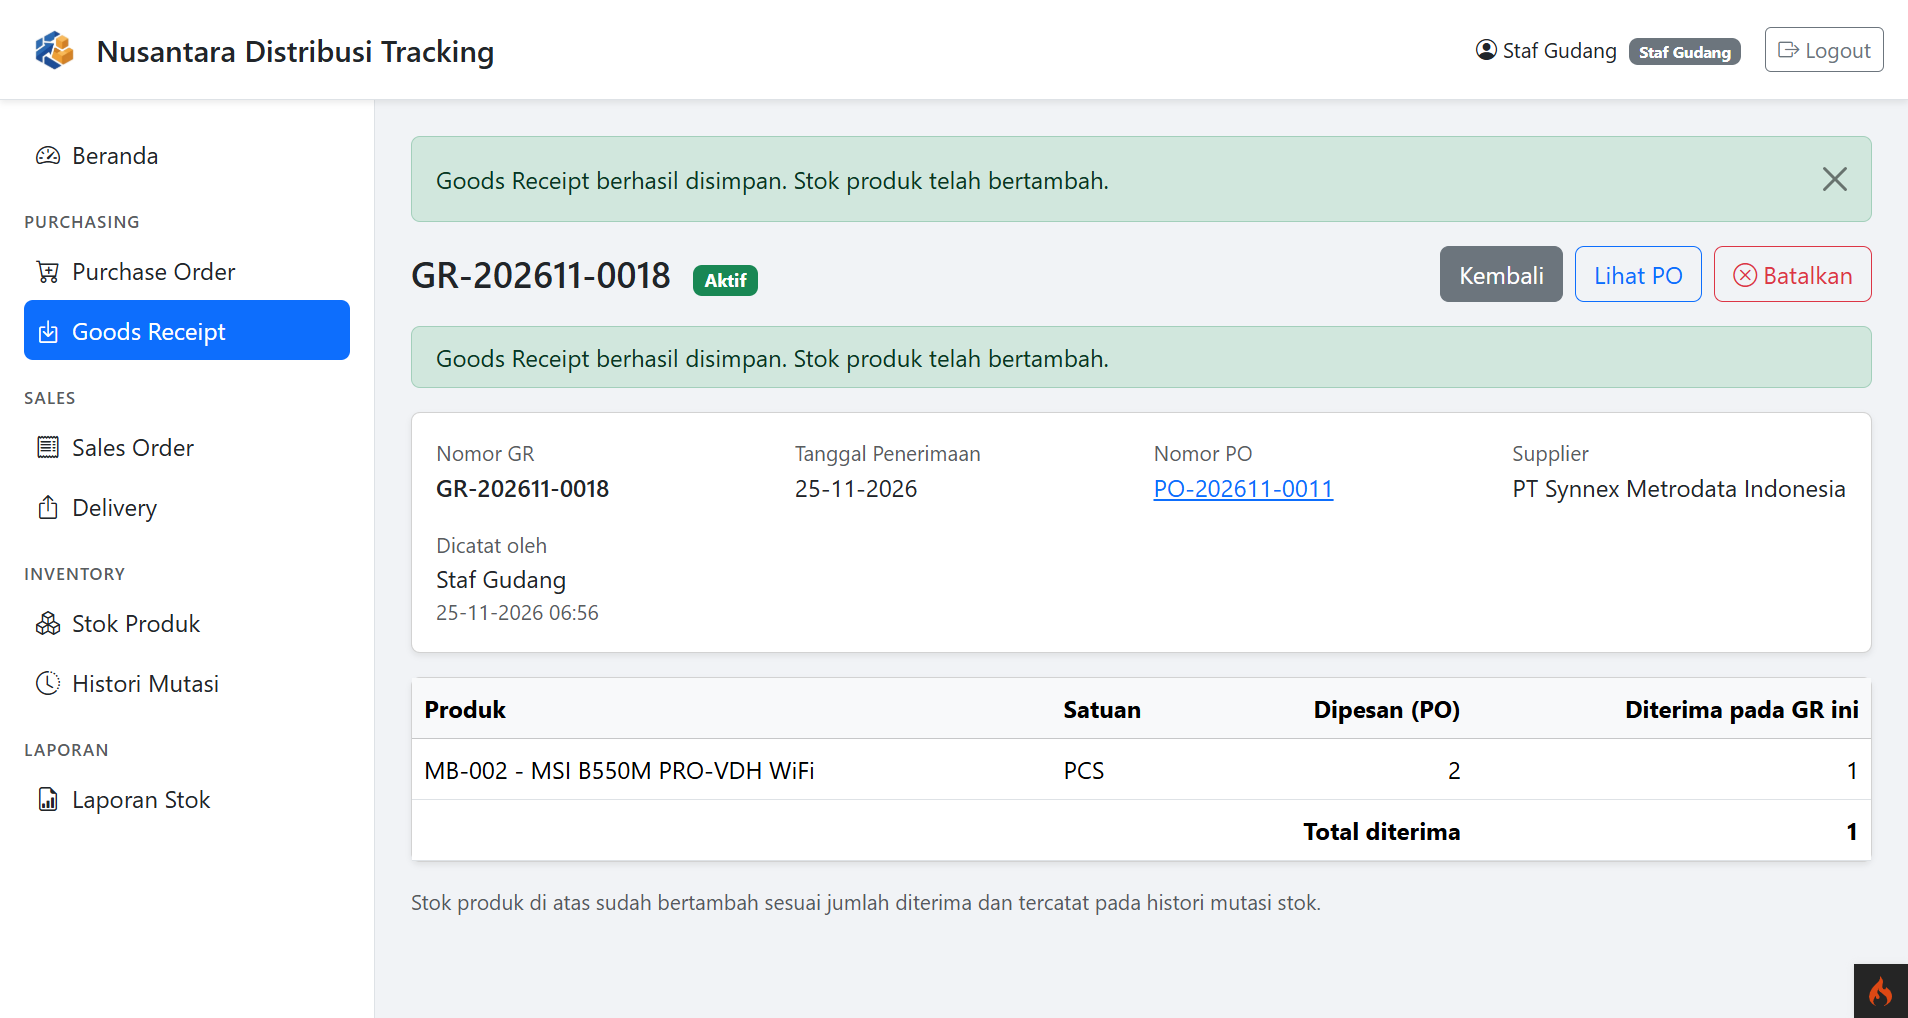 Nusantara Distribusi Tracking
Staf Gudang Staf Gudang Logout
Beranda
PURCHASING
Purchase Order
Goods Receipt
SALES
Sales Order
Delivery
INVENTORY
Stok Produk
Histori Mutasi
LAPORAN
Laporan Stok
Goods Receipt berhasil disimpan. Stok produk telah bertambah.
GR-202611-0018 Aktif Kembali Lihat PO Batalkan
Goods Receipt berhasil disimpan. Stok produk telah bertambah.
Nomor GR Tanggal Penerimaan Nomor PO Supplier
GR-202611-0018 25-11-2026 PO-202611-0011 PT Synnex Metrodata Indonesia
Dicatat oleh
Staf Gudang
25-11-2026 06:56
Produk Satuan Dipesan (PO) Diterima pada GR ini
MB-002 - MSI B550M PRO-VDH WiFi PCS 2 1
Total diterima 1
Stok produk di atas sudah bertambah sesuai jumlah diterima dan tercatat pada histori mutasi stok.